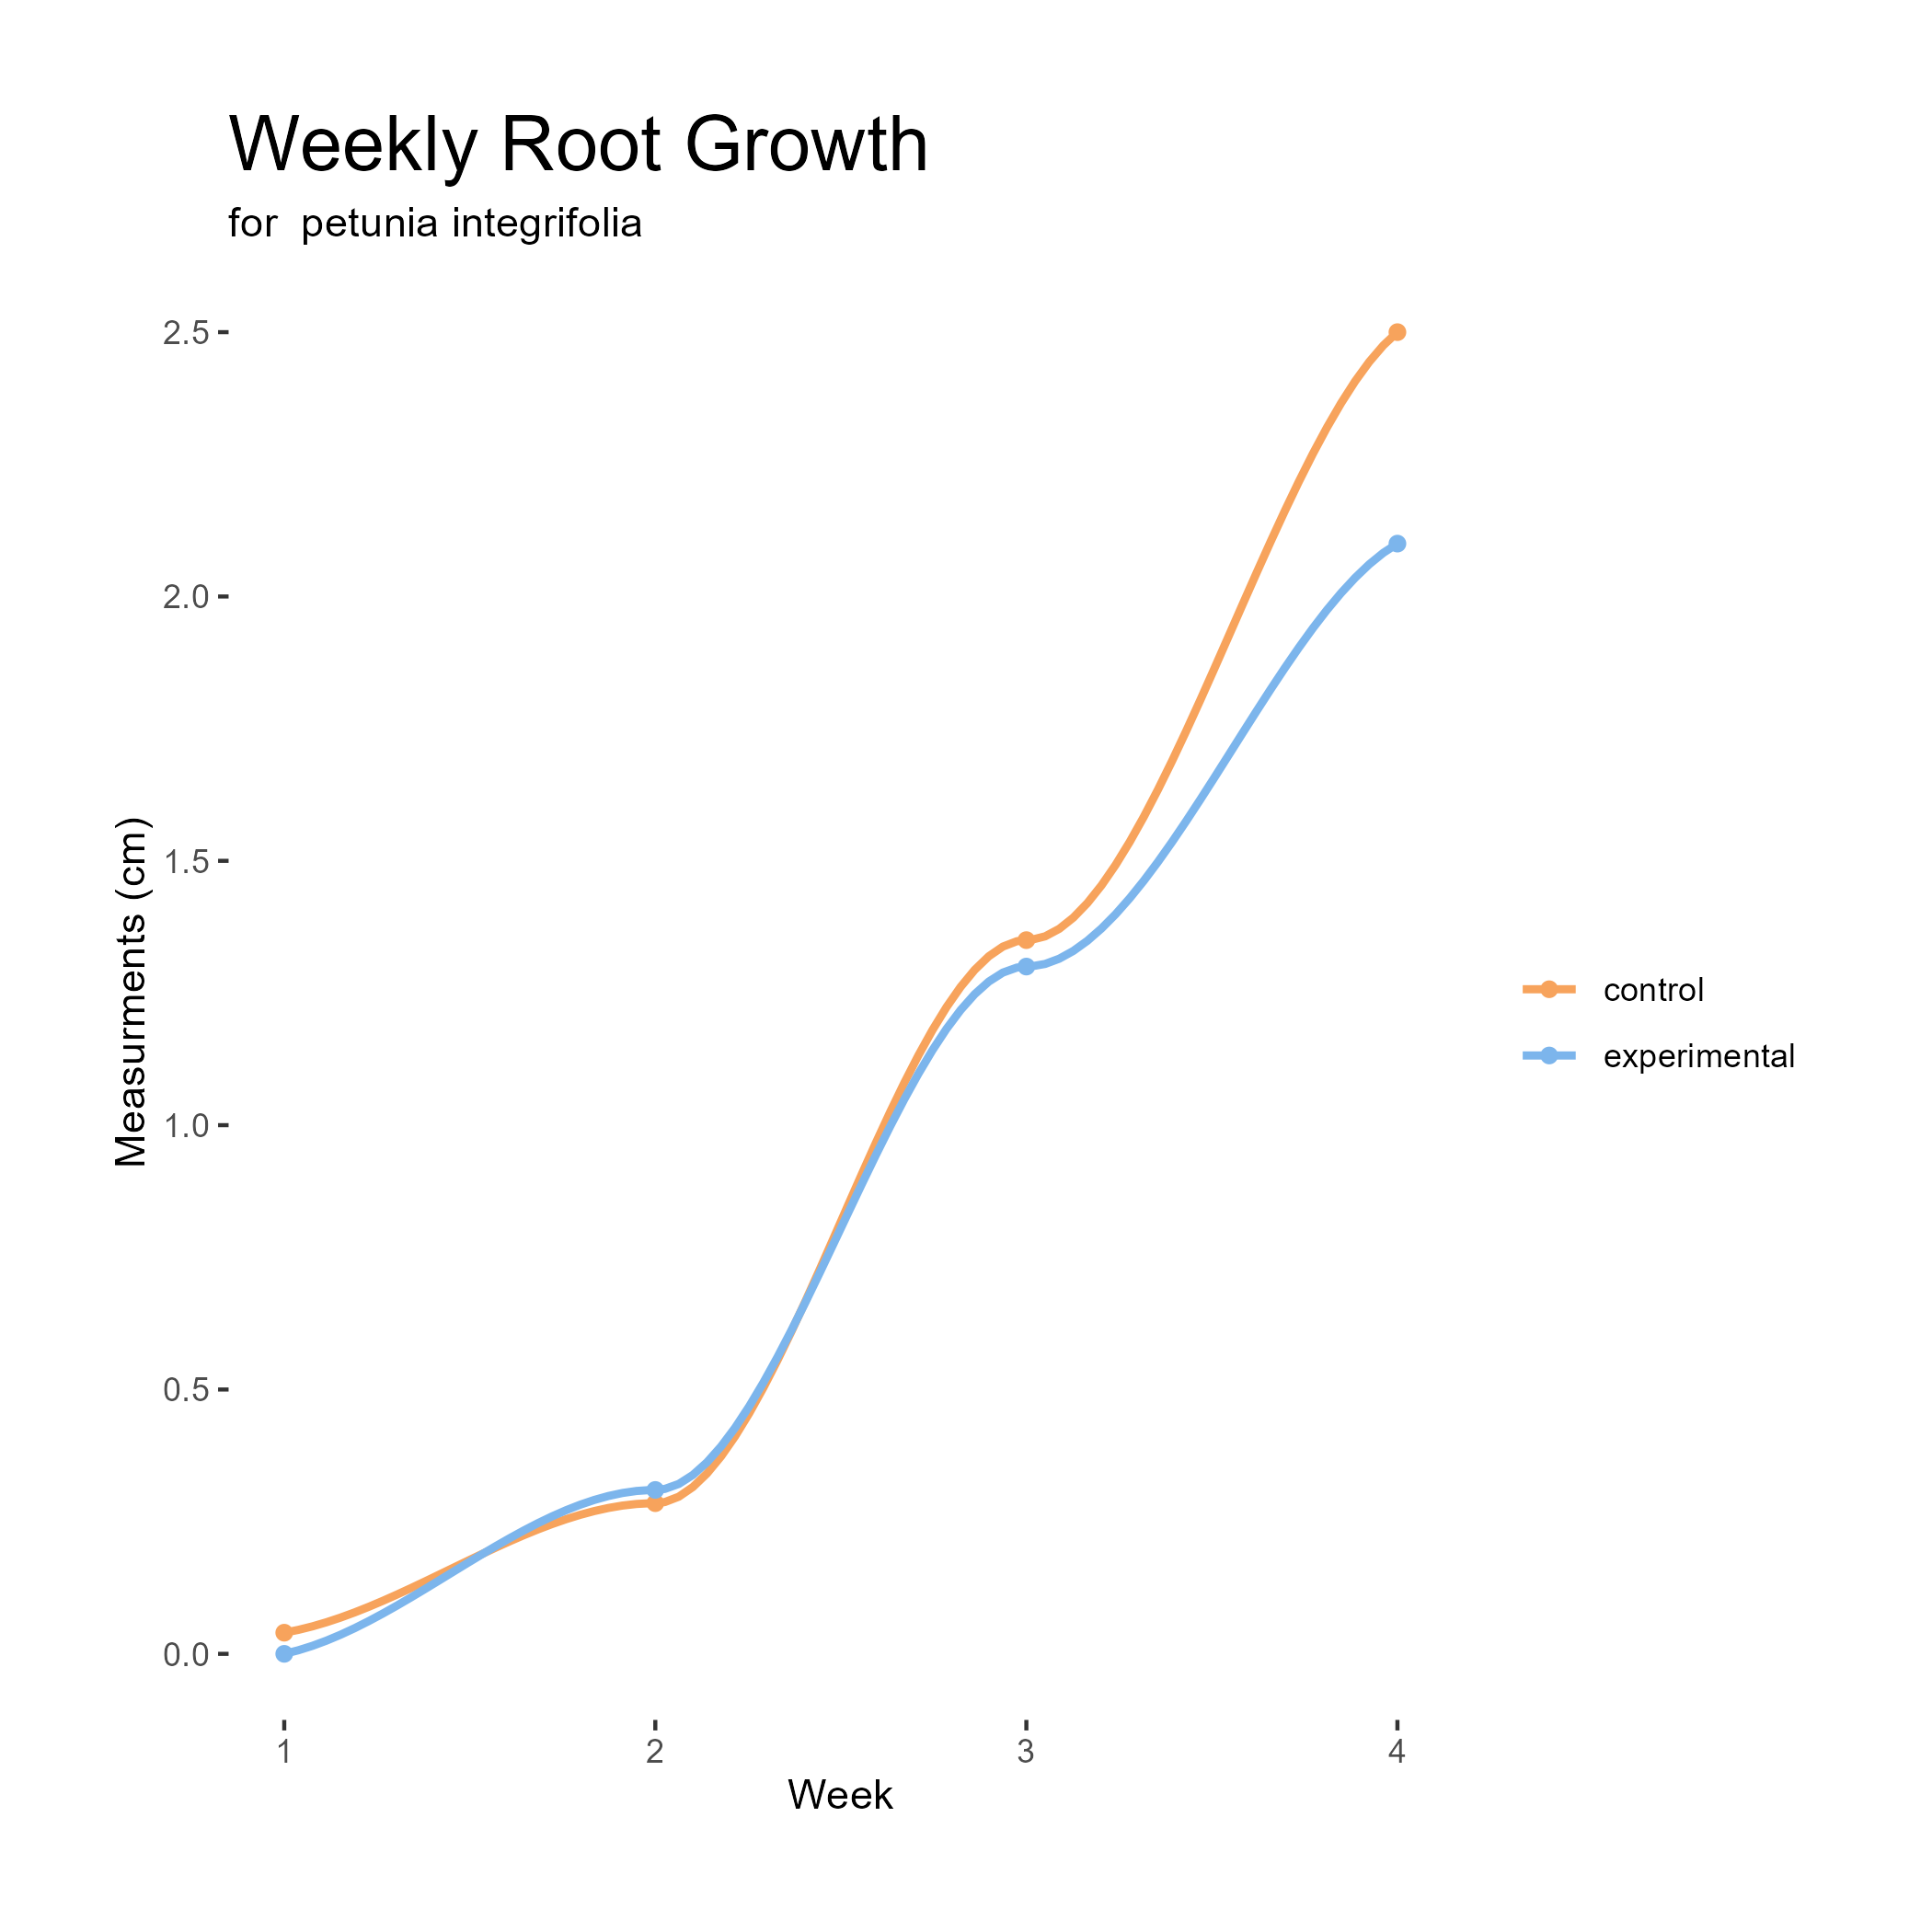 Weekly Root Growth
for  petunia integrifolia
2.5
2.0
1.5
1.0
0.5
0.0
Measurments (cm)
1 2 3 4
Week
control
experimental